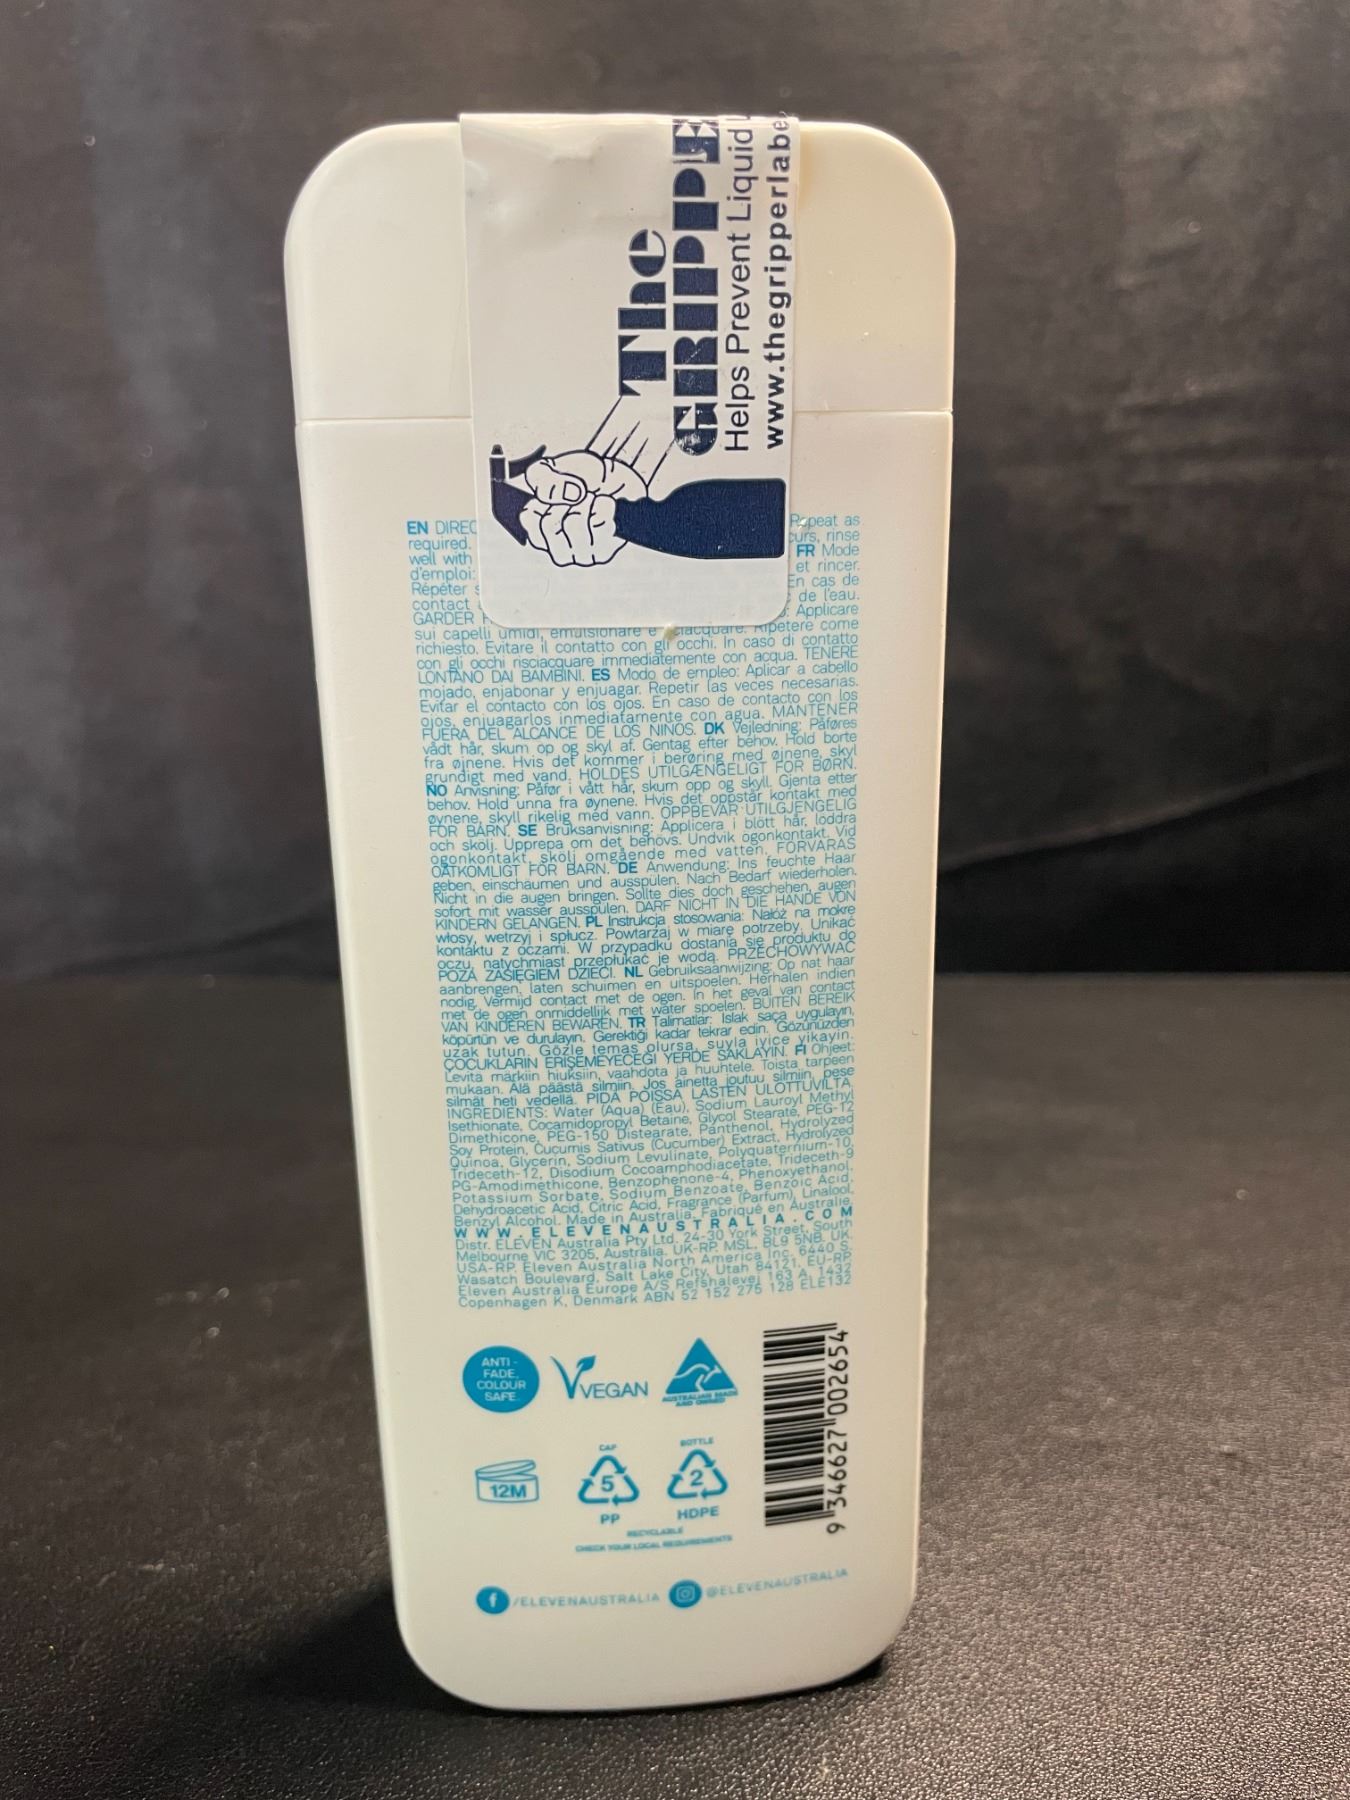 The
GRIPPE
Helps Prevent Liquid
www.thegripperlabe
EN DIREC Repeat as
required. curs, rinse
well with FR Mode
d'emploi: et rincer.
Répéter En cas de
contact de l'eau.
GARDER Applicare
sui capelli umidi, emulsionare e Ripetere come
richiesto. Evitare il contatto con gli occhi. In caso di contatto
con gli occhi risciacquare immediatamente con acqua. TENERE
LONTANO DAI BAMBINI. ES Modo de empleo: Aplicar a cabello
mojado, enjabonar y enjuagar. Repetir las veces necesarias.
Evitar el contacto con los ojos. En caso de contacto con los
ojos, enjuagarlos inmediatamente con agua. MANTENER
FUERA DEL ALCANCE DE LOS NINOS. DK Vejledning: Påføres
vådt hår, skum op og skyl af. Gentag efter behov. Hold borte
fra øjnene. Hvis det kommer i berøring med øjnene, skyl
grundigt med vand. HOLDES UTILGÆNGELIGT FOR BØRN.
NO Anvisning: Påfør i vått hår, skum opp og skyll. Gjenta etter
behov. Hold unna fra øynene. Hvis det oppstår kontakt med
øynene, skyll rikelig med vann. OPPBEVAR UTILGJENGELIG
FOR BARN. SE Bruksanvisning: Applicera i blött hår, löddra
och skölj. Upprepa om det behövs. Undvik ögonkontakt. Vid
ögonkontakt, skölj omgående med vatten. FÖRVARAS
OÅTKOMLIGT FÖR BARN. DE Anwendung: Ins feuchte Haar
geben, einschäumen und ausspülen. Nach Bedarf wiederholen.
Nicht in die augen bringen. Sollte dies doch geschehen, augen
sofort mit wasser ausspülen. DARF NICHT IN DIE HÄNDE VON
KINDERN GELANGEN. PL Instrukcja stosowania: Nałóż na mokre
włosy, wetrzyj i spłucz. Powtarzaj w miarę potrzeby. Unikać
kontaktu z oczami. W przypadku dostania się produktu do
oczu, natychmiast przepłukać je wodą. PRZECHOWYWAĆ
POZA ZASIĘGIEM DZIECI. NL Gebruiksaanwijzing: Op nat haar
aanbrengen, laten schuimen en uitspoelen. Herhalen indien
nodig. Vermijd contact met de ogen. In het geval van contact
met de ogen onmiddellijk met water spoelen. BUITEN BEREIK
VAN KINDEREN BEWAREN. TR Talimatlar: Islak saça uygulayın,
köpürtün ve durulayın. Gerektiği kadar tekrar edin. Gözünüzden
uzak tutun. Gözle temas olursa, suyla iyice yıkayın.
ÇOCUKLARIN ERİŞEMEYECEĞİ YERDE SAKLAYIN. FI Ohjeet:
Levitä märkiin hiuksiin, vaahdota ja huuhtele. Toista tarpeen
mukaan. Älä päästä silmiin. Jos ainetta joutuu silmiin, pese
silmät heti vedellä. PIDÄ POISSA LASTEN ULOTTUVILTA.
INGREDIENTS: Water (Aqua) (Eau), Sodium Lauroyl Methyl
Isethionate, Cocamidopropyl Betaine, Glycol Stearate, PEG-12
Dimethicone, PEG-150 Distearate, Panthenol, Hydrolyzed
Soy Protein, Cucumis Sativus (Cucumber) Extract, Hydrolyzed
Quinoa, Glycerin, Sodium Levulinate, Polyquaternium-10,
Trideceth-12, Disodium Cocoamphodiacetate, Trideceth-9
PG-Amodimethicone, Benzophenone-4, Phenoxyethanol,
Potassium Sorbate, Sodium Benzoate, Benzoic Acid,
Dehydroacetic Acid, Citric Acid, Fragrance (Parfum), Linalool,
Benzyl Alcohol. Made in Australia. Fabriqué en Australie.
WWW.ELEVENAUSTRALIA.COM
Distr. ELEVEN Australia Pty Ltd. 24-30 York Street, South
Melbourne VIC 3205, Australia. UK-RP. MSL, BL9 5NB. UK.
USA-RP. Eleven Australia North America Inc. 6440 S.
Wasatch Boulevard, Salt Lake City, Utah 84121. EU-RP
Eleven Australia Europe A/S Refshalevej 163 A, 1432
Copenhagen K, Denmark ABN 52 152 275 128 ELE132
ANTI-
FADE.
COLOUR
SAFE.
VEGAN
AUSTRALIAN MADE
AND OWNED
9 346627 002654
12M
CAP
5
PP
BOTTLE
2
HDPE
RECYCLABLE
CHECK YOUR LOCAL REQUIREMENTS
/ELEVENAUSTRALIA @ELEVENAUSTRALIA